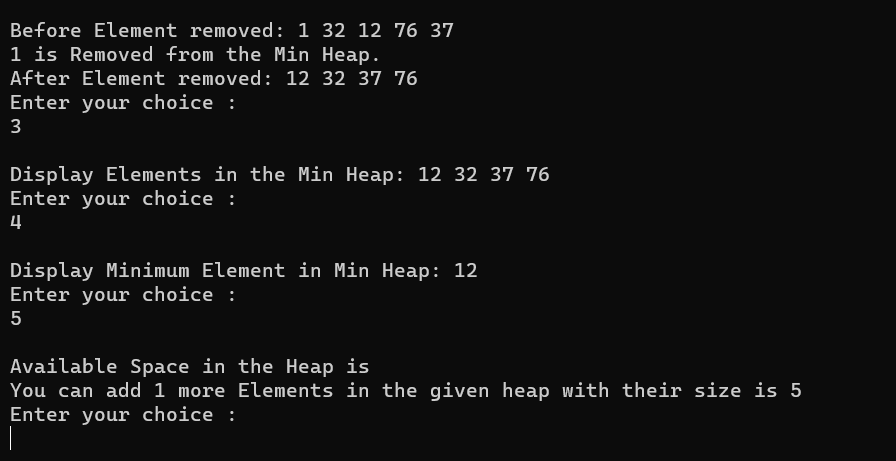 Before Element removed: 1 32 12 76 37
1 is Removed from the Min Heap.
After Element removed: 12 32 37 76
Enter your choice :
3
Display Elements in the Min Heap: 12 32 37 76
Enter your choice :
4
Display Minimum Element in Min Heap: 12
Enter your choice :
5
Available Space in the Heap is
You can add 1 more Elements in the given heap with their size is 5
Enter your choice :